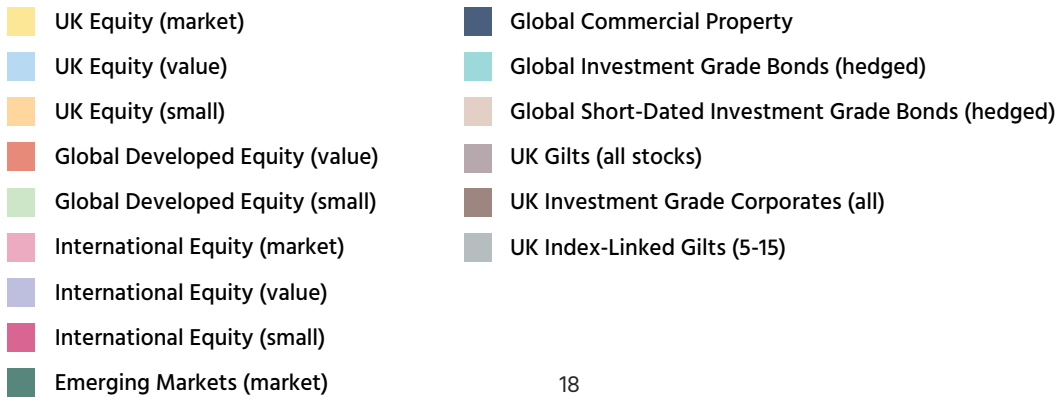 UK Equity (market)
UK Equity (value)
UK Equity (small)
Global Developed Equity (value)
Global Developed Equity (small)
International Equity (market)
International Equity (value)
International Equity (small)
Emerging Markets (market)
Global Commercial Property
Global Investment Grade Bonds (hedged)
Global Short-Dated Investment Grade Bonds (hedged)
UK Gilts (all stocks)
UK Investment Grade Corporates (all)
UK Index-Linked Gilts (5-15)
18